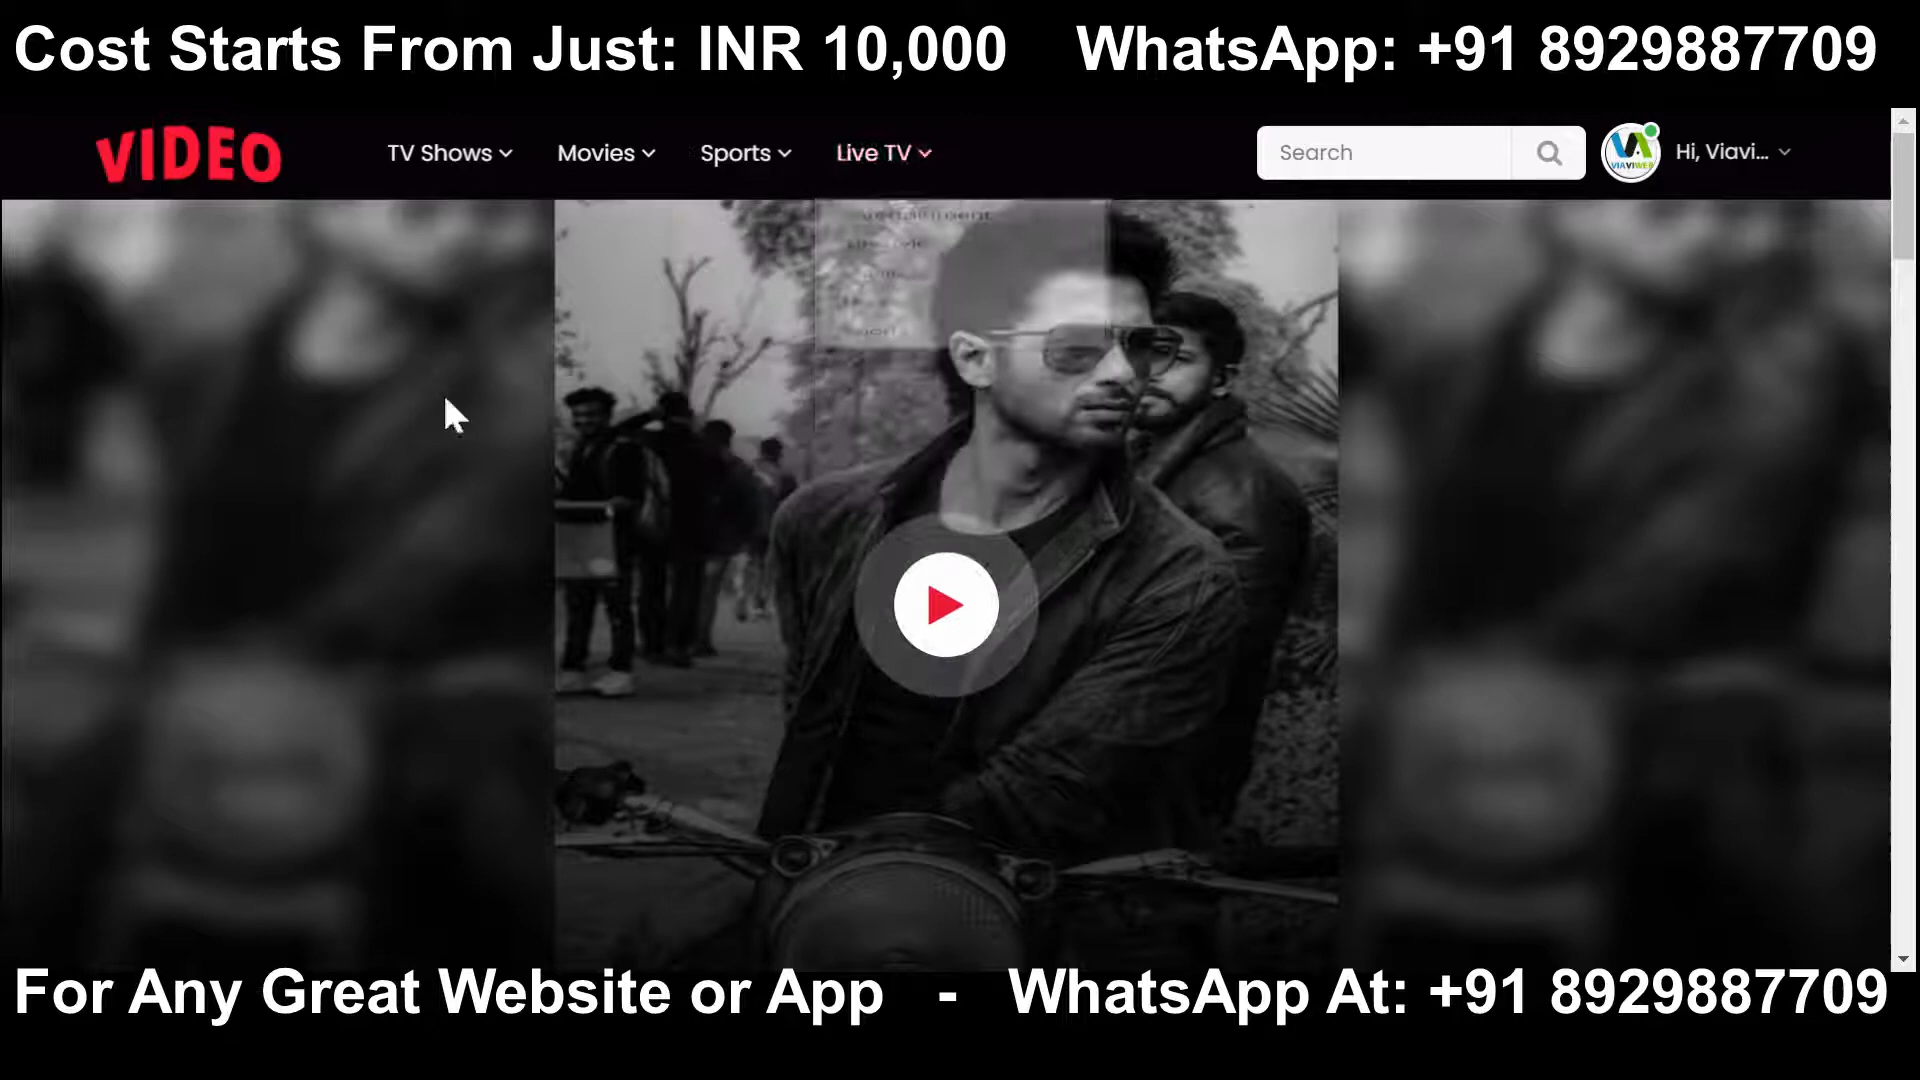 Cost Starts From Just: INR 10,000 WhatsApp: +91 8929887709
VIDEO TV Shows Movies Sports Live TV Search VIAVIWEB Hi, Viavi...
For Any Great Website or App - WhatsApp At: +91 8929887709